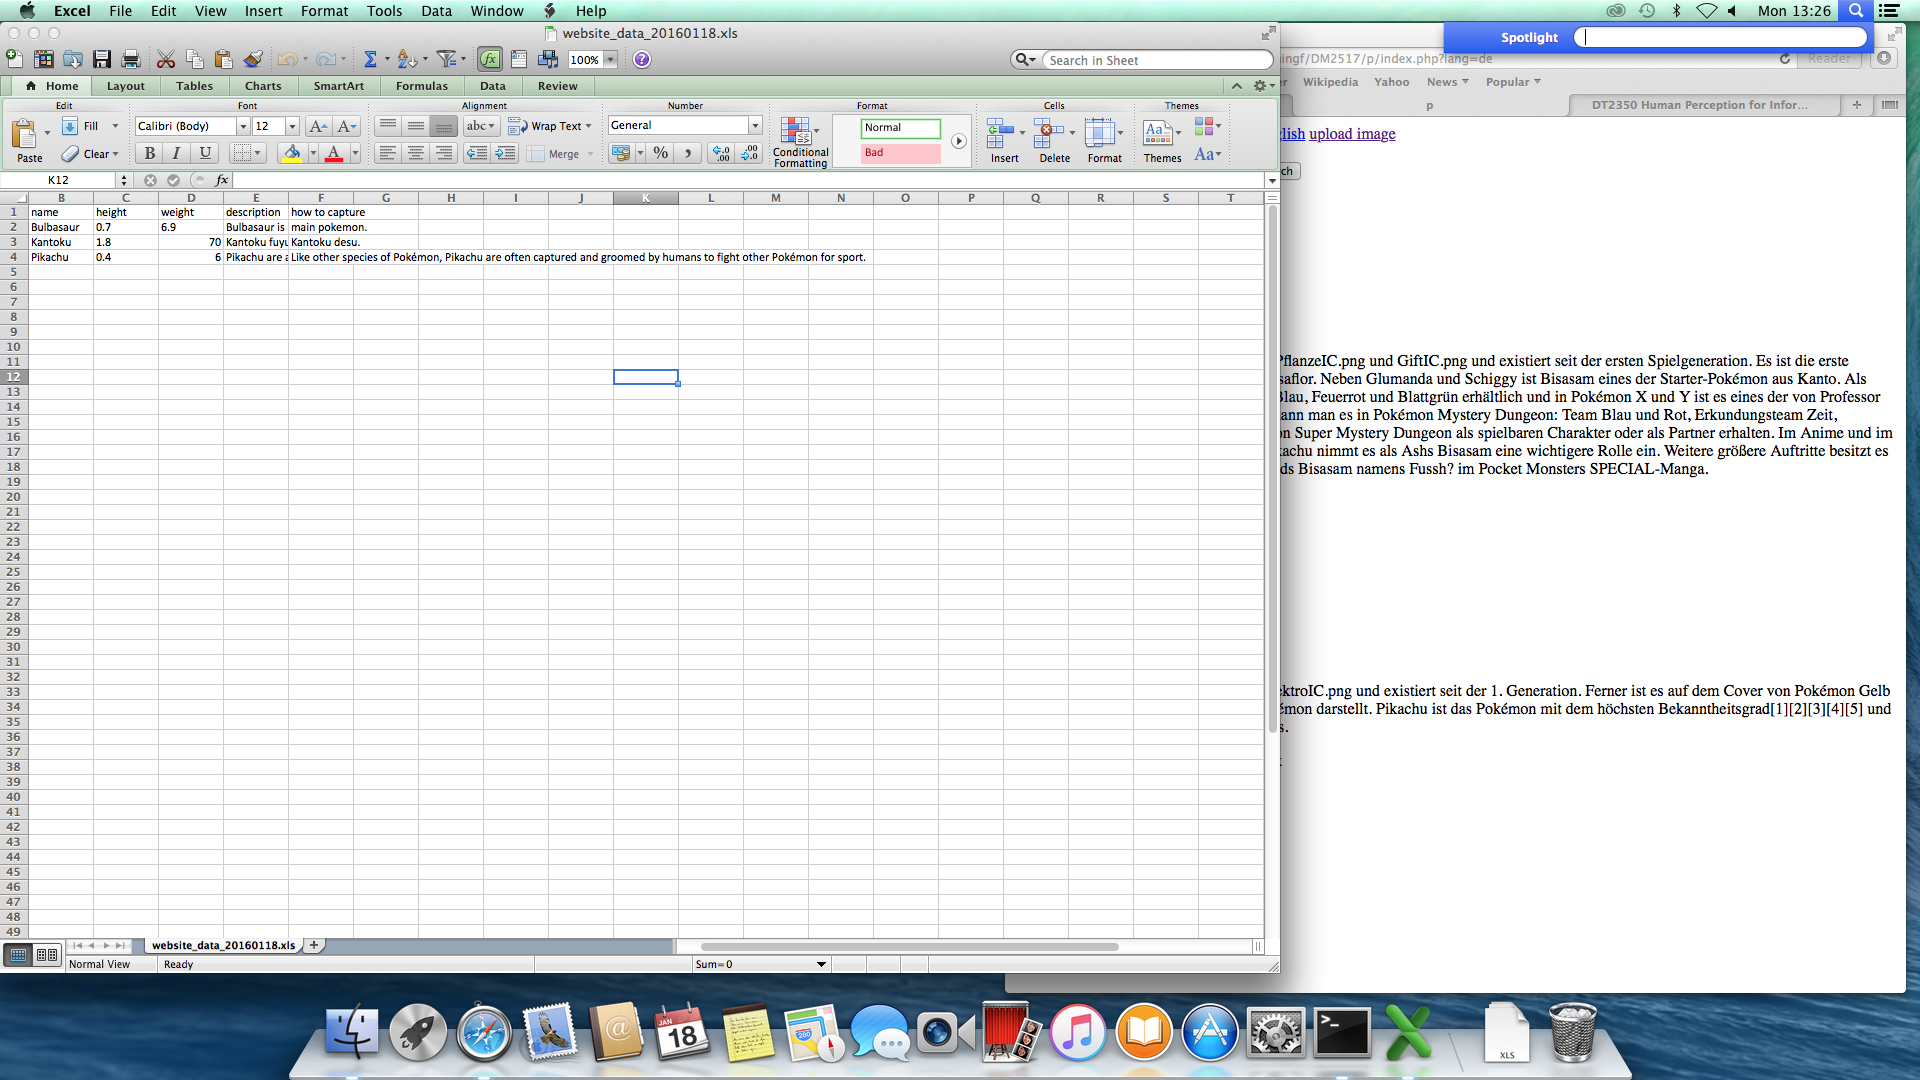 Excel File Edit View Insert Format Tools Data Window Help Mon 13:26
website_data_20160118.xls
Spotlight
100% Search in Sheet
ningf/DM2517/p/index.php?lang=de Reader
Home Layout Tables Charts SmartArt Formulas Data Review
Wikipedia Yahoo News Popular
p DT2350 Human Perception for Infor...
Edit Font Alignment Number Format Cells Themes
Fill Calibri (Body) 12 abc Wrap Text General Normal
Paste Clear B I U A Merge % Conditional Formatting Bad Insert Delete Format Themes Aa
glish upload image
ch
K12 fx
B C D E F G H I J K L M N O P Q R S T
1 name height weight description how to capture
2 Bulbasaur 0.7 6.9 Bulbasaur is main pokemon.
3 Kantoku 1.8 70 Kantoku fuyu Kantoku desu.
4 Pikachu 0.4 6 Pikachu are a Like other species of Pokémon, Pikachu are often captured and groomed by humans to fight other Pokémon for sport.
5
6
7
8
9
10
11
12
13
14
15
16
17
18
19
20
21
22
23
24
25
26
27
28
29
30
31
32
33
34
35
36
37
38
39
40
41
42
43
44
45
46
47
48
49
PflanzeIC.png und GiftIC.png und existiert seit der ersten Spielgeneration. Es ist die erste
saflor. Neben Glumanda und Schiggy ist Bisasam eines der Starter-Pokémon aus Kanto. Als
Blau, Feuerrot und Blattgrün erhältlich und in Pokémon X und Y ist es eines der von Professor
ann man es in Pokémon Mystery Dungeon: Team Blau und Rot, Erkundungsteam Zeit,
n Super Mystery Dungeon als spielbaren Charakter oder als Partner erhalten. Im Anime und im
kachu nimmt es als Ashs Bisasam eine wichtigere Rolle ein. Weitere größere Auftritte besitzt es
ds Bisasam namens Fussh? im Pocket Monsters SPECIAL-Manga.
ektroIC.png und existiert seit der 1. Generation. Ferner ist es auf dem Cover von Pokémon Gelb
émon darstellt. Pikachu ist das Pokémon mit dem höchsten Bekanntheitsgrad[1][2][3][4][5] und
s.
website_data_20160118.xls
Normal View Ready Sum=0
JAN
18
280
XLS